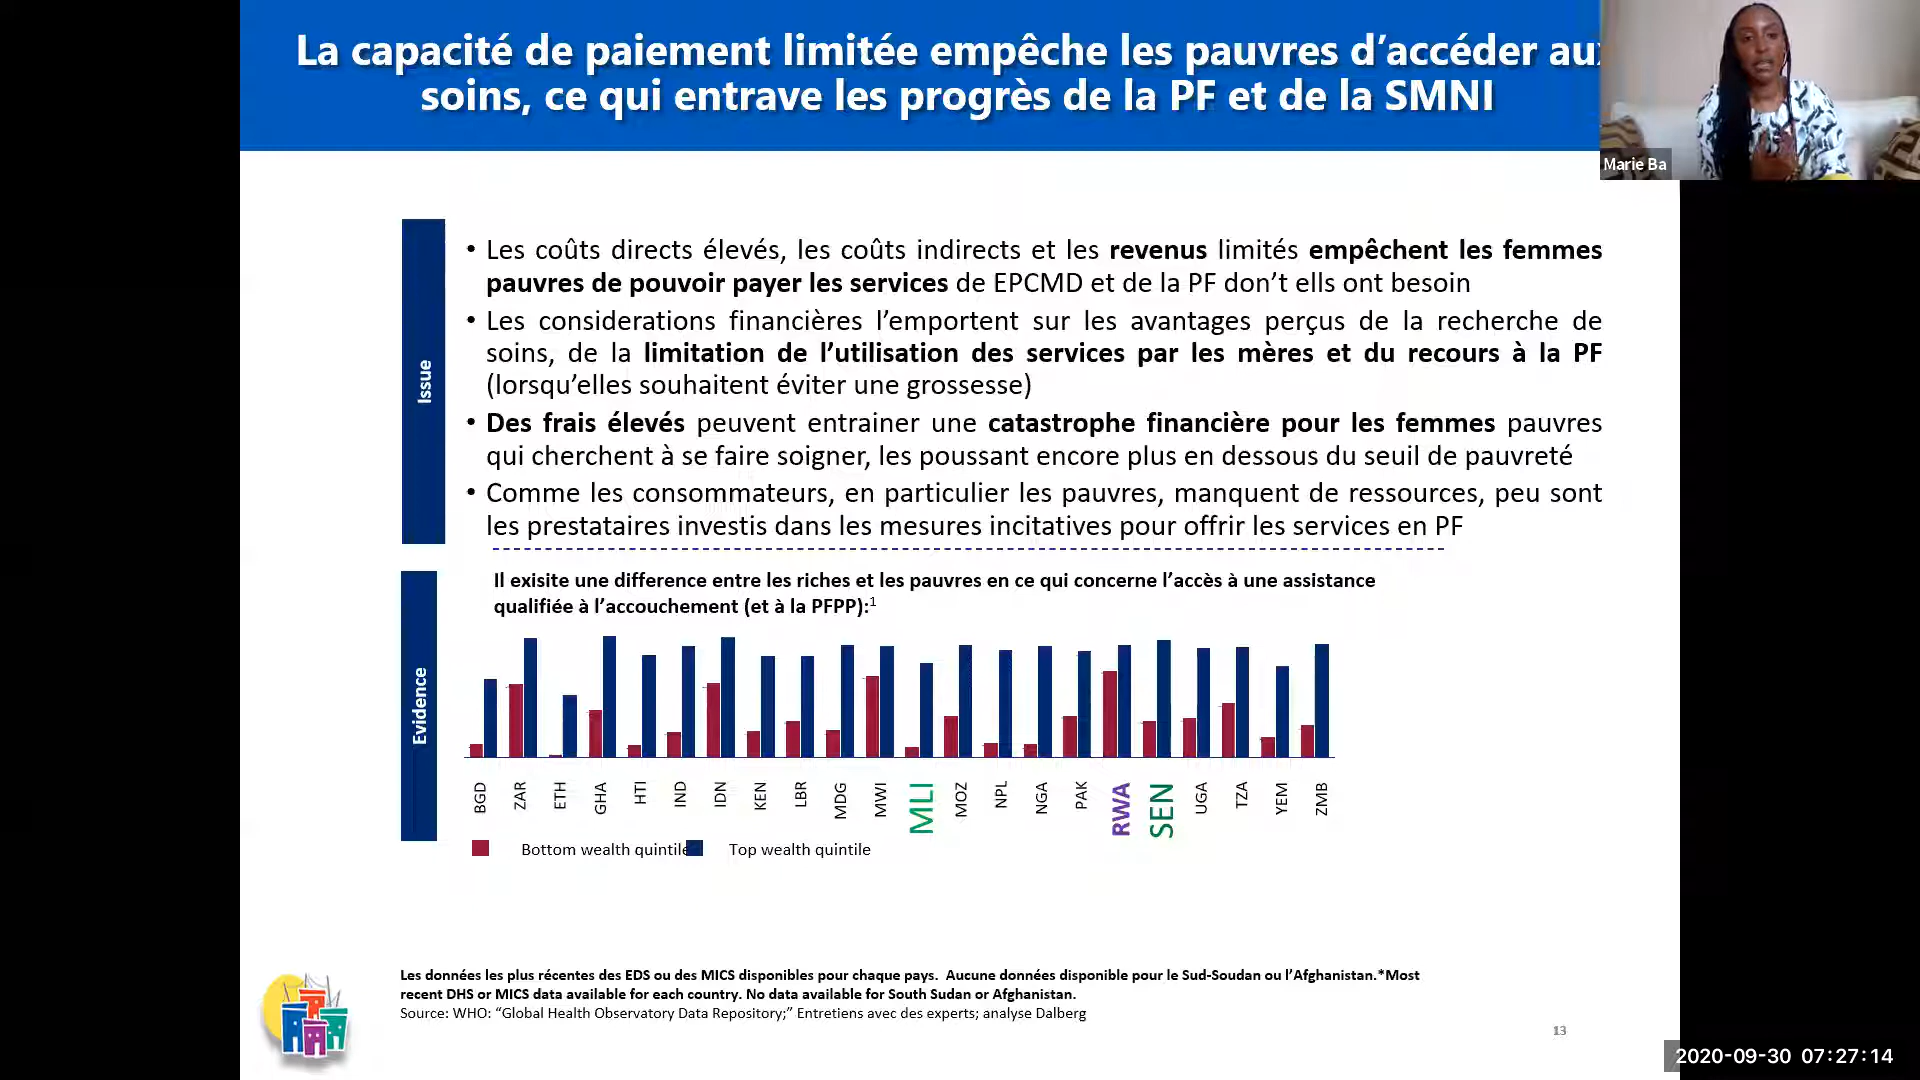 La capacité de paiement limitée empêche les pauvres d’accéder aux
soins, ce qui entrave les progrès de la PF et de la SMNI
Marie Ba
Issue
• Les coûts directs élevés, les coûts indirects et les revenus limités empêchent les femmes
pauvres de pouvoir payer les services de EPCMD et de la PF don’t ells ont besoin
• Les considerations financières l’emportent sur les avantages perçus de la recherche de
soins, de la limitation de l’utilisation des services par les mères et du recours à la PF
(lorsqu’elles souhaitent éviter une grossesse)
• Des frais élevés peuvent entrainer une catastrophe financière pour les femmes pauvres
qui cherchent à se faire soigner, les poussant encore plus en dessous du seuil de pauvreté
• Comme les consommateurs, en particulier les pauvres, manquent de ressources, peu sont
les prestataires investis dans les mesures incitatives pour offrir les services en PF
Evidence
Il exisite une difference entre les riches et les pauvres en ce qui concerne l’accès à une assistance
qualifiée à l’accouchement (et à la PFPP):1
BGD ZAR ETH GHA HTI IND IDN KEN LBR MDG MWI MLI MOZ NPL NGA PAK RWA SEN UGA TZA YEM ZMB
Bottom wealth quintile Top wealth quintile
Les données les plus récentes des EDS ou des MICS disponibles pour chaque pays. Aucune données disponible pour le Sud-Soudan ou l’Afghanistan.*Most
recent DHS or MICS data available for each country. No data available for South Sudan or Afghanistan.
Source: WHO: “Global Health Observatory Data Repository;” Entretiens avec des experts; analyse Dalberg
13
2020-09-30 07:27:14